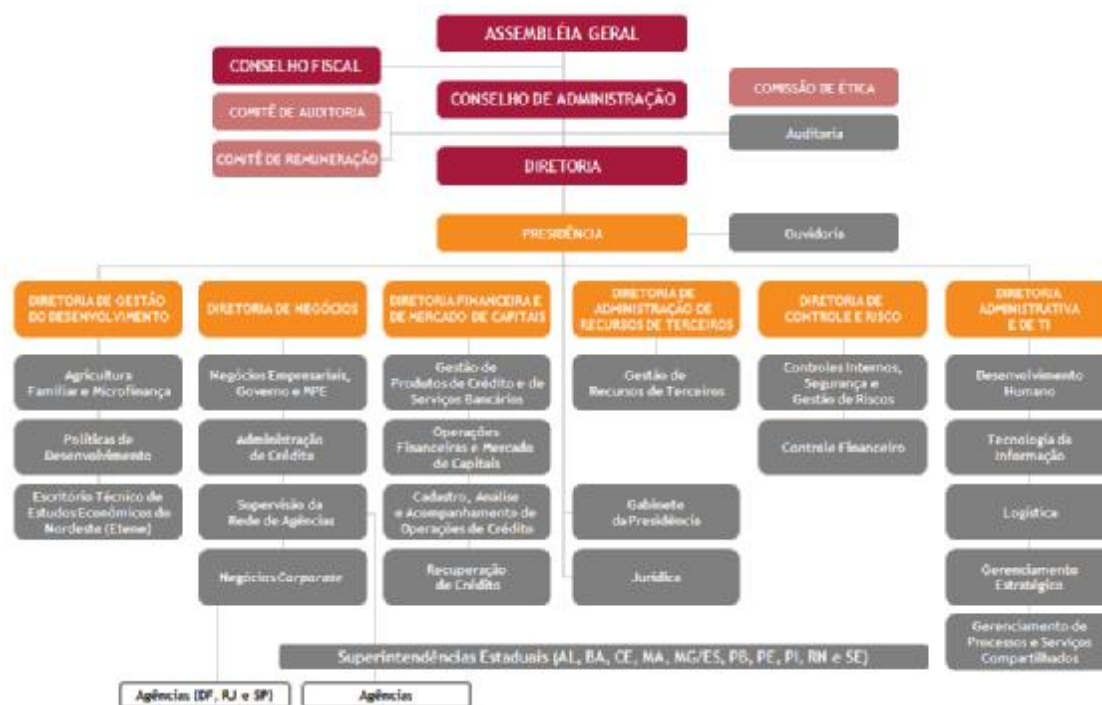 ASSEMBLÉIA GERAL
CONSELHO FISCAL
CONSELHO DE ADMINISTRAÇÃO
COMISSÃO DE ÉTICA
COMITÊ DE AUDITORIA
Auditoria
COMITÊ DE REMUNERAÇÃO
DIRETORIA
PRESIDÊNCIA
Ouvidoria
DIRETORIA DE GESTÃO
DO DESENVOLVIMENTO
DIRETORIA DE NEGÓCIOS
DIRETORIA FINANCEIRA E
DE MERCADO DE CAPITAIS
DIRETORIA DE
ADMINISTRAÇÃO DE
RECURSOS DE TERCEIROS
DIRETORIA DE
CONTROLE E RISCO
DIRETORIA
ADMINISTRATIVA
E DE TI
Agricultura
Familiar e Microfinança
Negócios Empresariais,
Governo e MPE
Gestão de
Produtos de Crédito e de
Serviços Bancários
Gestão de
Recursos de Terceiros
Controles Internos,
Segurança e
Gestão de Riscos
Desenvolvimento
Humano
Políticas de
Desenvolvimento
Administração
de Crédito
Operações
Financeiras e Mercado
de Capitais
Controle Financeiro
Tecnologia da
Informação
Escritório Técnico de
Estudos Econômicos do
Nordeste (Etene)
Supervisão da
Rede de Agências
Cadastro, Análise
e Acompanhamento de
Operações de Crédito
Gabinete
da Presidência
Logística
Negócios Corporate
Recuperação
de Crédito
Jurídica
Gerenciamento
Estratégico
Gerenciamento de
Processos e Serviços
Compartilhados
Superintendências Estaduais (AL, BA, CE, MA, MG/ES, PB, PE, PI, RN e SE)
Agências (DF, RJ e SP)
Agências